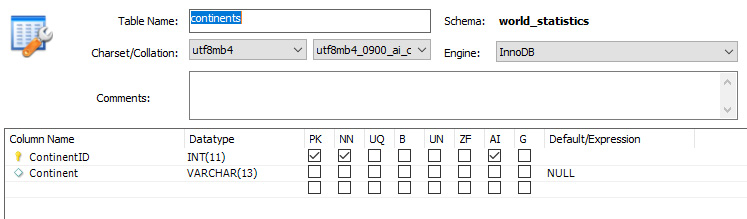 Table Name: continents Schema: world_statistics
Charset/Collation: utf8mb4 utf8mb4_0900_ai_c Engine: InnoDB
Comments:
Column Name Datatype PK NN UQ B UN ZF AI G Default/Expression
ContinentID INT(11)
Continent VARCHAR(13) NULL